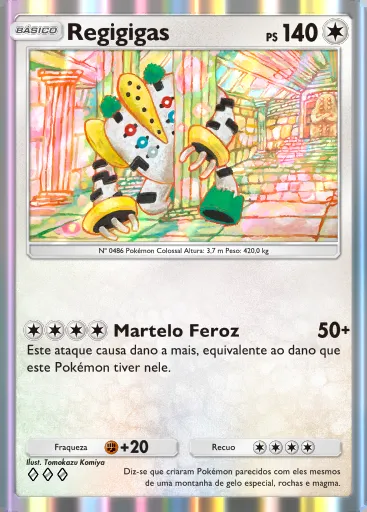 BÁSICO Regigigas PS 140
Nº 0486 Pokémon Colossal Altura: 3,7 m Peso: 420,0 kg
Martelo Feroz 50+
Este ataque causa dano a mais, equivalente ao dano que
este Pokémon tiver nele.
Fraqueza +20 Recuo
Ilust. Tomokazu Komiya
Diz-se que criaram Pokémon parecidos com eles mesmos
de uma montanha de gelo especial, rochas e magma.